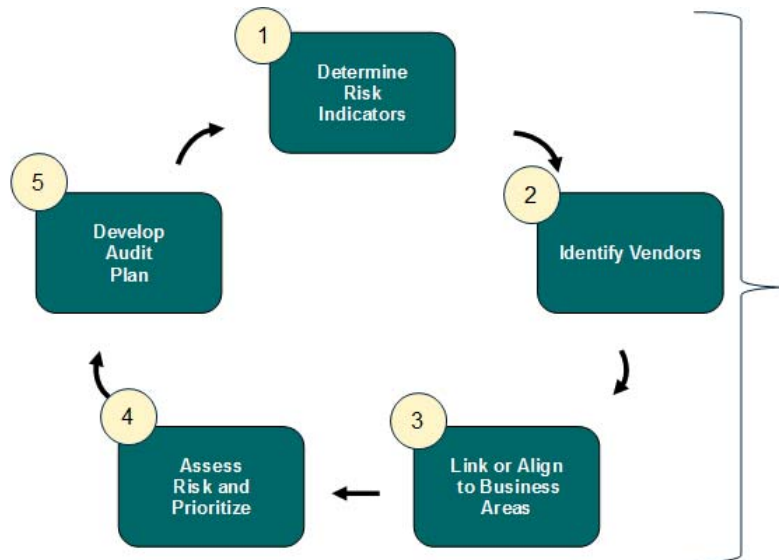 1
Determine
Risk
Indicators
2
Identify Vendors
3
Link or Align
to Business
Areas
4
Assess
Risk and
Prioritize
5
Develop
Audit
Plan